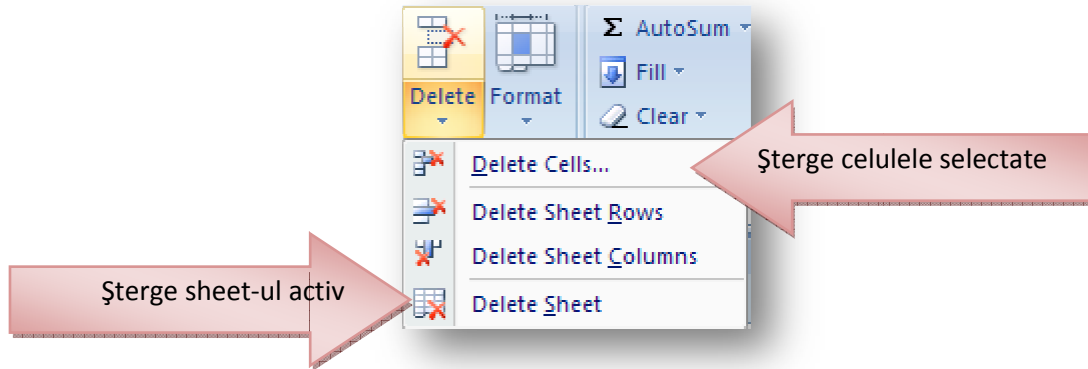 Σ AutoSum
Fill
Delete Format
Clear
Delete Cells...
Şterge celulele selectate
Delete Sheet Rows
Delete Sheet Columns
Şterge sheet-ul activ
Delete Sheet